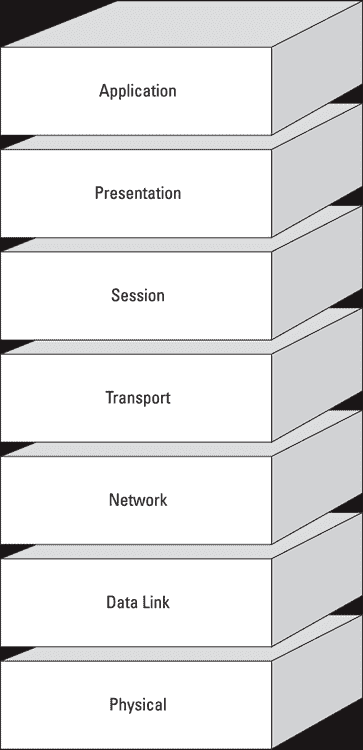 Application
Presentation
Session
Transport
Network
Data Link
Physical